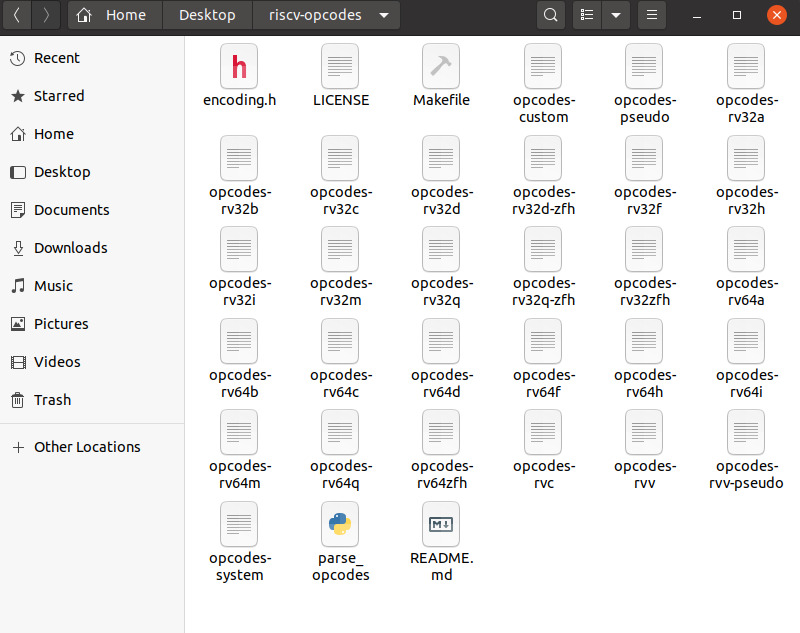 Home
Desktop
riscv-opcodes
Recent
Starred
Home
Desktop
Documents
Downloads
Music
Pictures
Videos
Trash
Other Locations
encoding.h
LICENSE
Makefile
opcodes-
custom
opcodes-
pseudo
opcodes-
rv32a
opcodes-
rv32b
opcodes-
rv32c
opcodes-
rv32d
opcodes-
rv32d-zfh
opcodes-
rv32f
opcodes-
rv32h
opcodes-
rv32i
opcodes-
rv32m
opcodes-
rv32q
opcodes-
rv32q-zfh
opcodes-
rv32zfh
opcodes-
rv64a
opcodes-
rv64b
opcodes-
rv64c
opcodes-
rv64d
opcodes-
rv64f
opcodes-
rv64h
opcodes-
rv64i
opcodes-
rv64m
opcodes-
rv64q
opcodes-
rv64zfh
opcodes-
rvc
opcodes-
rvv
opcodes-
rvv-pseudo
opcodes-
system
parse_
opcodes
README.
md